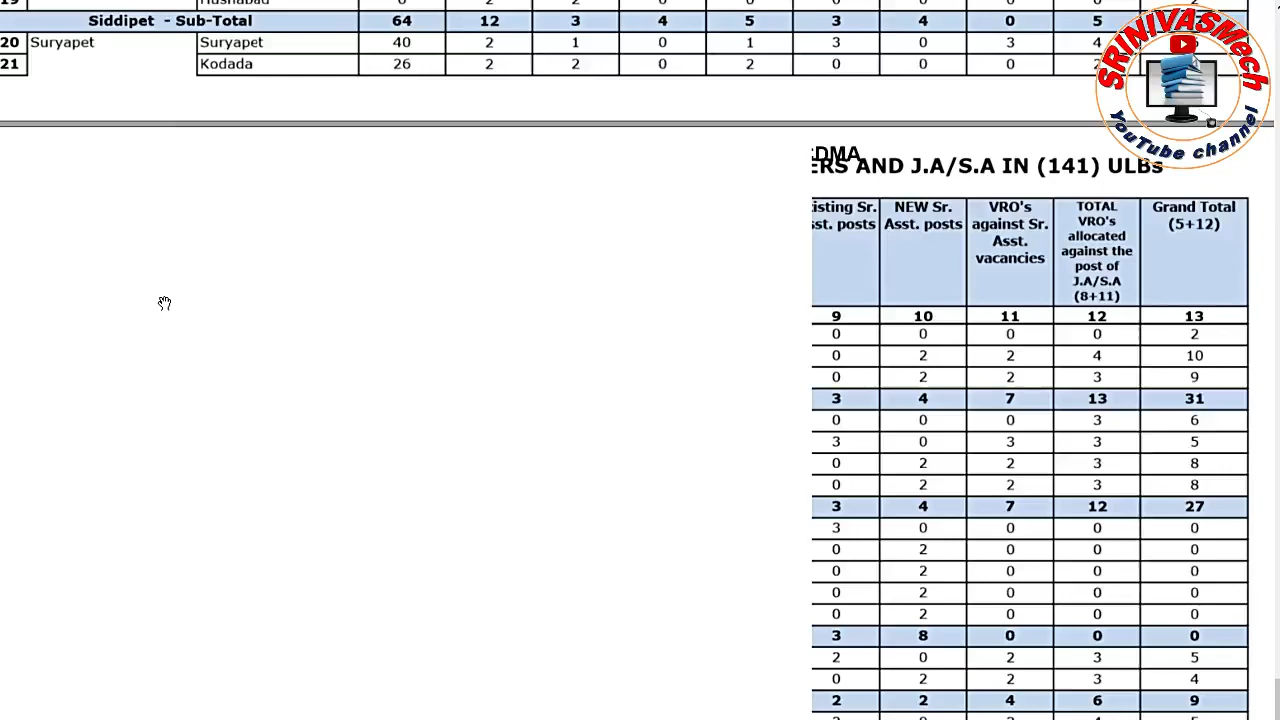 Siddipet - Sub-Total 64 12 3 4 5 3 4 0 5
20 Suryapet Suryapet 40 2 1 0 1 3 0 3 4
21 Kodada 26 2 2 0 2 0 0 0
SRINIVASMech
YouTube channel
CDMA
ERS AND J.A/S.A IN (141) ULBs
isting Sr. Asst. posts NEW Sr. Asst. posts VRO's against Sr. Asst. vacancies TOTAL VRO's allocated against the post of J.A/S.A (8+11) Grand Total (5+12)
9 10 11 12 13
0 0 0 0 2
0 2 2 4 10
0 2 2 3 9
3 4 7 13 31
0 0 0 3 6
3 0 3 3 5
0 2 2 3 8
0 2 2 3 8
3 4 7 12 27
3 0 0 0 0
0 2 0 0 0
0 2 0 0 0
0 2 0 0 0
0 2 0 0 0
3 8 0 0 0
2 0 2 3 5
0 2 2 3 4
2 2 4 6 9